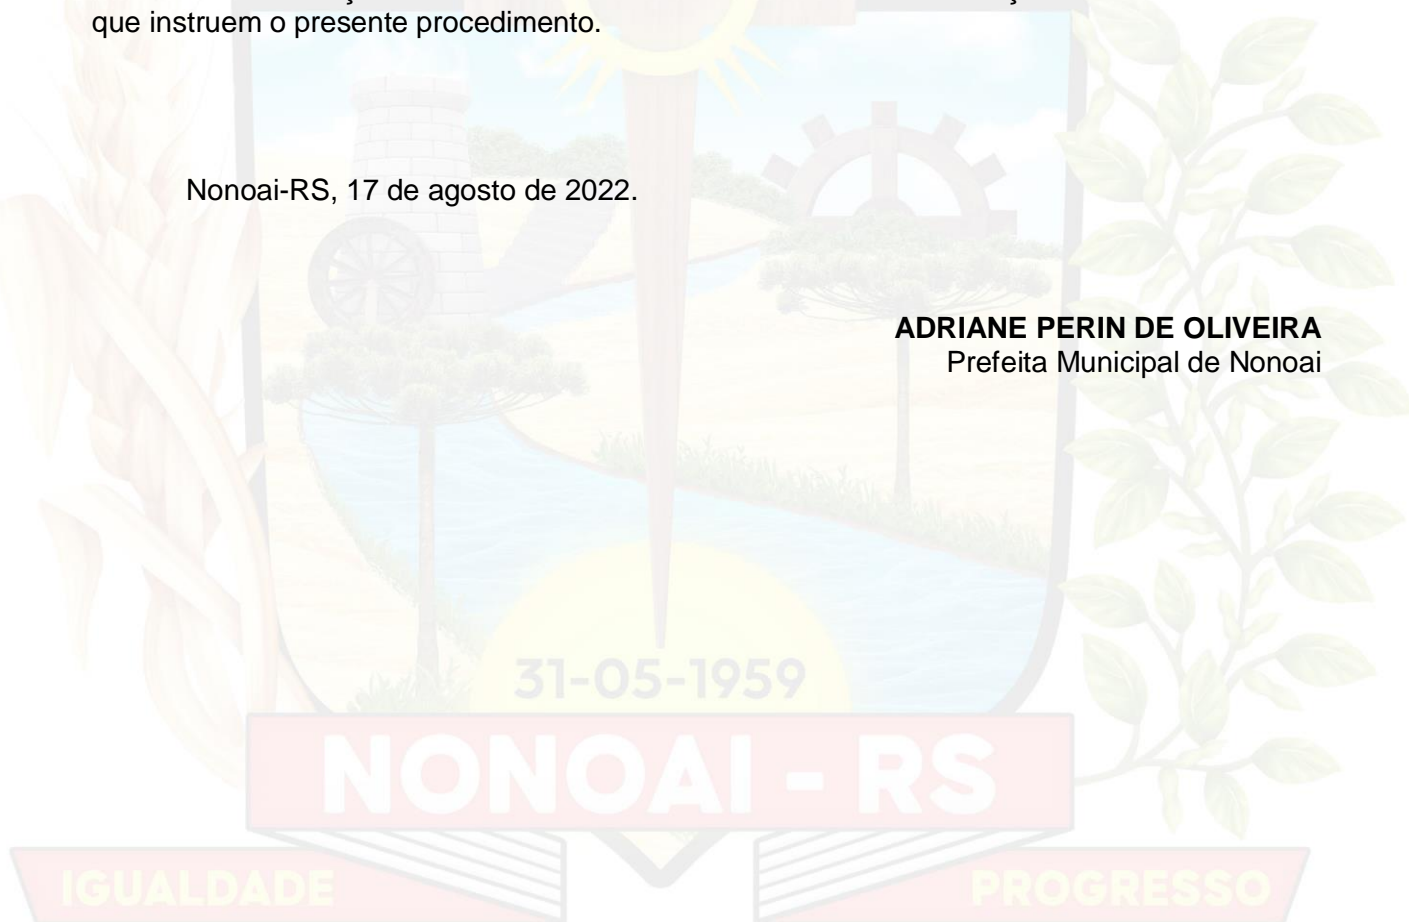 que instruem o presente procedimento.
Nonoai-RS, 17 de agosto de 2022.
ADRIANE PERIN DE OLIVEIRA
Prefeita Municipal de Nonoai
31-05-1959
NONOAI - RS
IGUALDADE
PROGRESSO